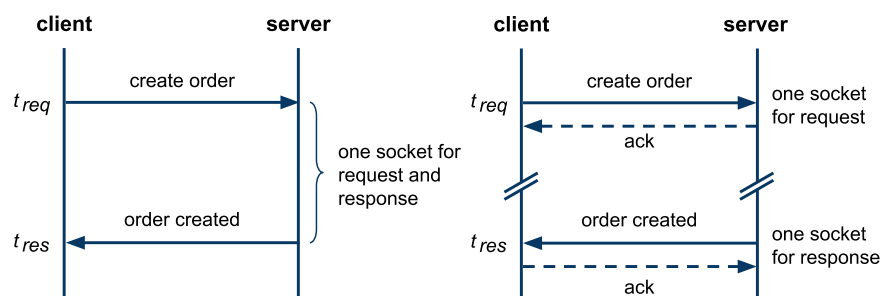 client
server
create order
t req
one socket for
request and
response
order created
t res
client
server
create order
t req
one socket
for request
ack
order created
t res
one socket
for response
ack